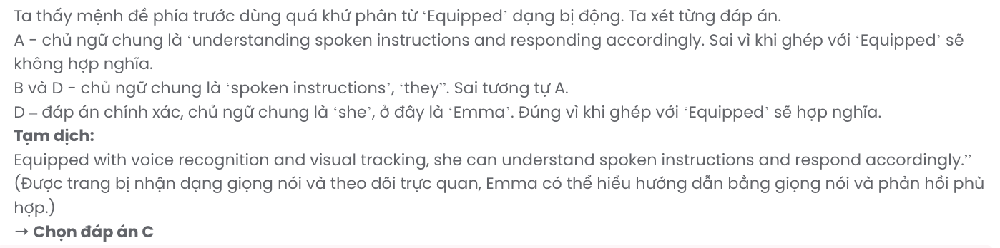 Ta thấy mệnh đề phía trước dùng quá khứ phân từ ‘Equipped’ dạng bị động. Ta xét từng đáp án.
A - chủ ngữ chung là ‘understanding spoken instructions and responding accordingly. Sai vì khi ghép với ‘Equipped’ sẽ
không hợp nghĩa.
B và D - chủ ngữ chung là ‘spoken instructions’, ‘they”. Sai tương tự A.
D – đáp án chính xác, chủ ngữ chung là ‘she’, ở đây là ‘Emma’. Đúng vì khi ghép với ‘Equipped’ sẽ hợp nghĩa.
Tạm dịch:
Equipped with voice recognition and visual tracking, she can understand spoken instructions and respond accordingly.”
(Được trang bị nhận dạng giọng nói và theo dõi trực quan, Emma có thể hiểu hướng dẫn bằng giọng nói và phản hồi phù
hợp.)
→ Chọn đáp án C